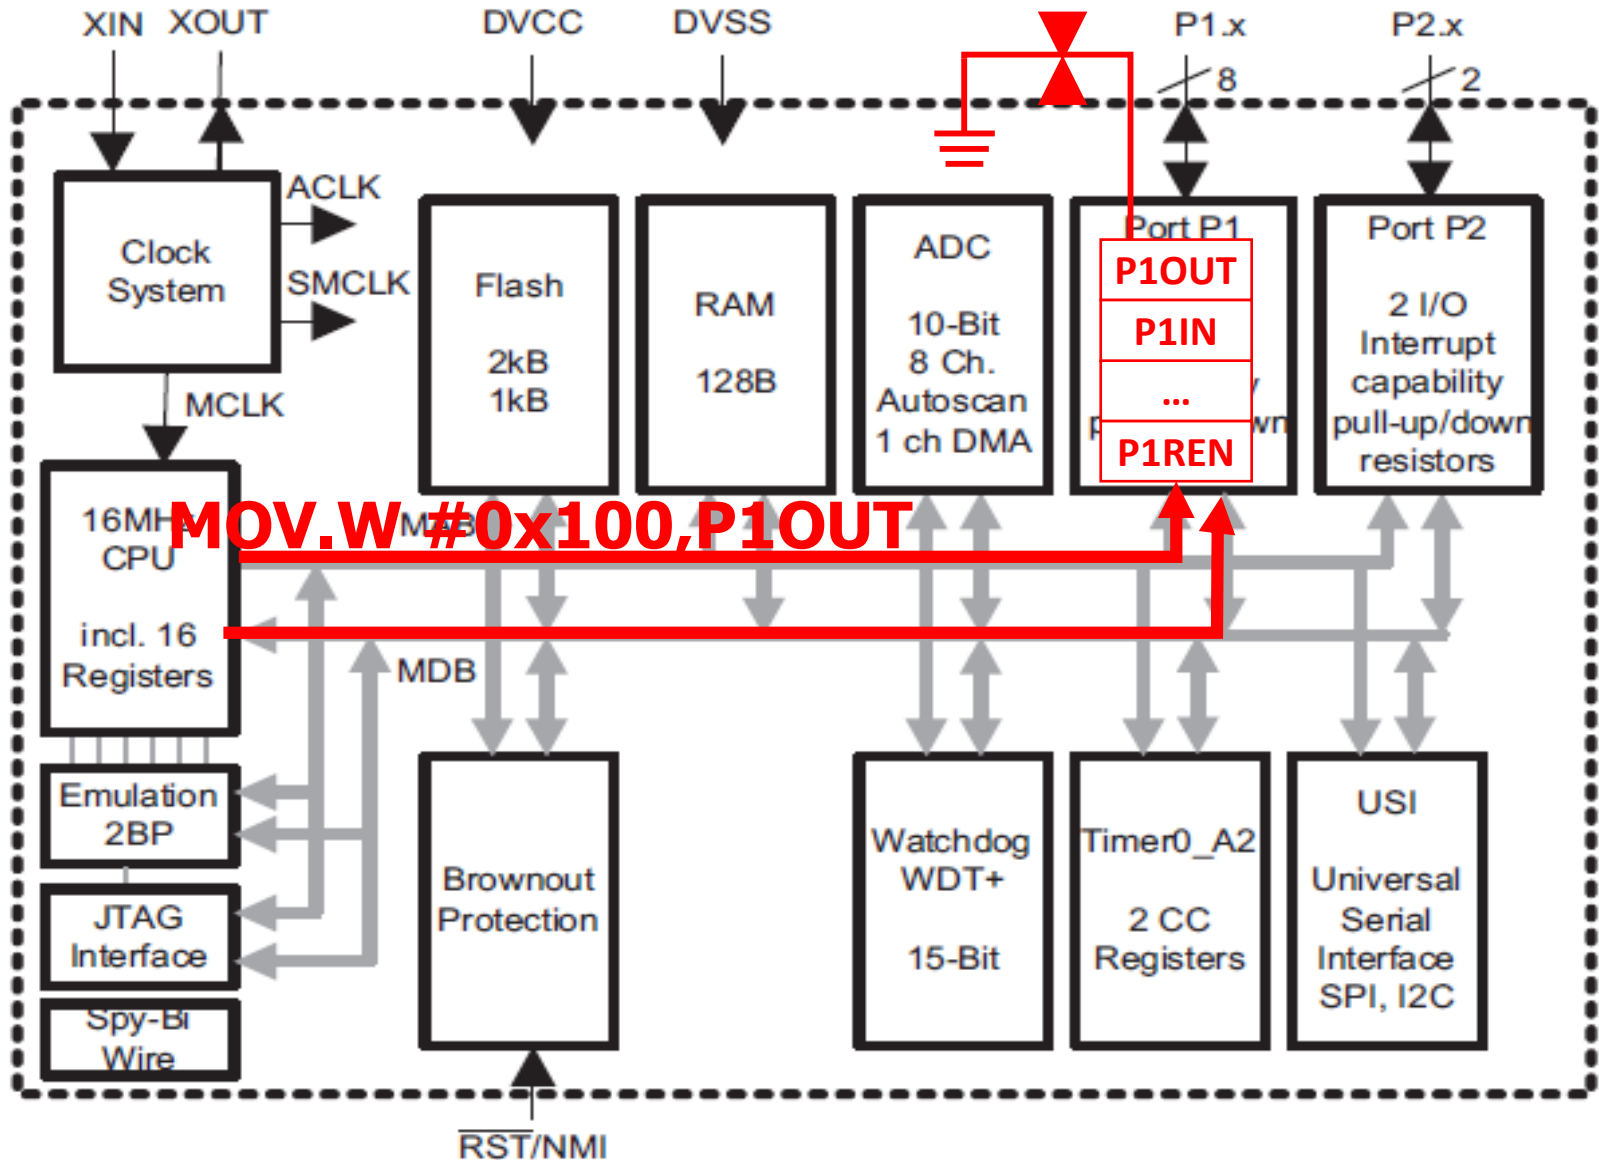 XIN XOUT DVCC DVSS P1.x P2.x
8 2
ACLK
SMCLK
MCLK
Clock
System
Flash
2kB
1kB
RAM
128B
ADC
10-Bit
8 Ch.
Autoscan
1 ch DMA
Port P1
P1OUT
P1IN
...
P1REN
Port P2
2 I/O
Interrupt
capability
pull-up/down
resistors
16MHz
CPU
incl. 16
Registers
MOV.W #0x100,P1OUT
MAB
MDB
Emulation
2BP
JTAG
Interface
Spy-Bi
Wire
Brownout
Protection
Watchdog
WDT+
15-Bit
Timer0_A2
2 CC
Registers
USI
Universal
Serial
Interface
SPI, I2C
RST/NMI